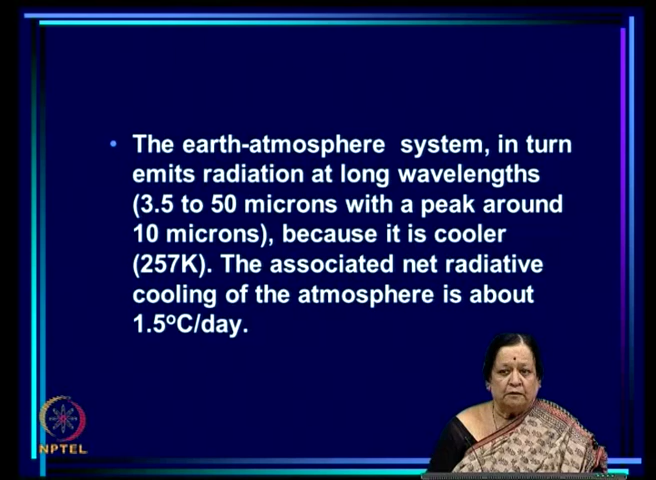 • The earth-atmosphere system, in turn
emits radiation at long wavelengths
(3.5 to 50 microns with a peak around
10 microns), because it is cooler
(257K). The associated net radiative
cooling of the atmosphere is about
1.5°C/day.
NPTEL